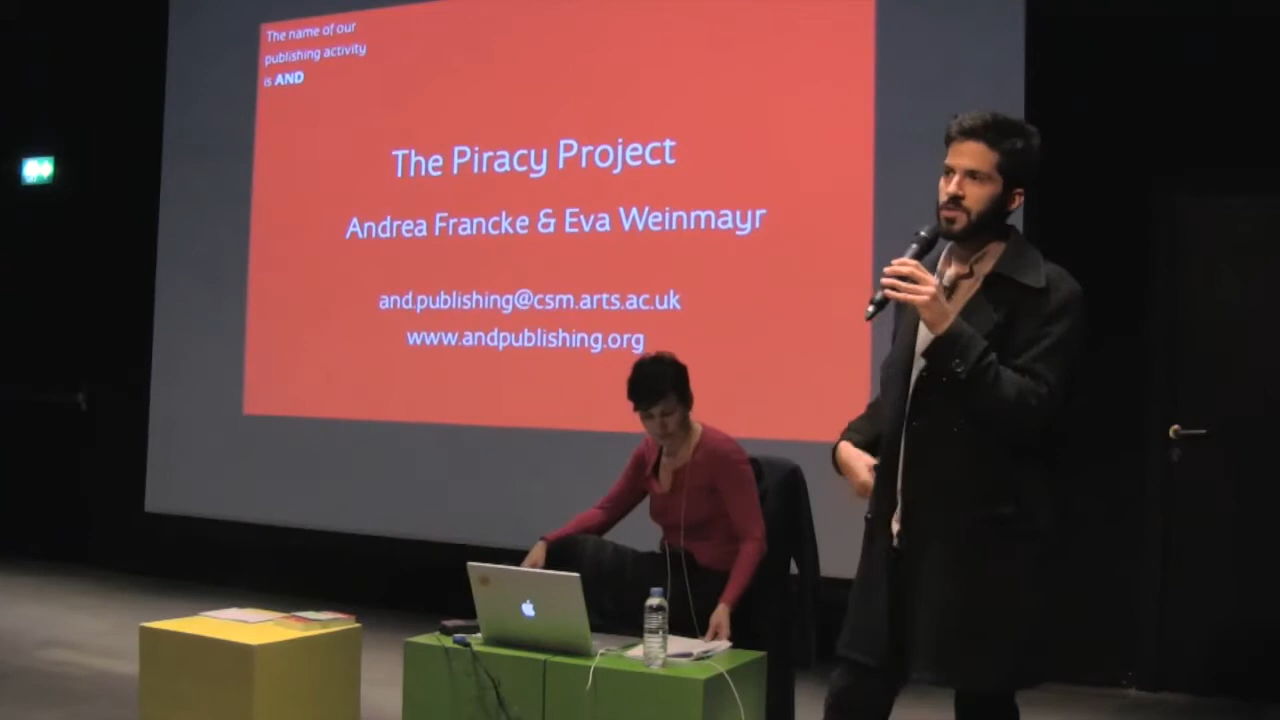 The name of our
publishing activity
is AND
The Piracy Project
Andrea Francke & Eva Weinmayr
and.publishing@csm.arts.ac.uk
www.andpublishing.org